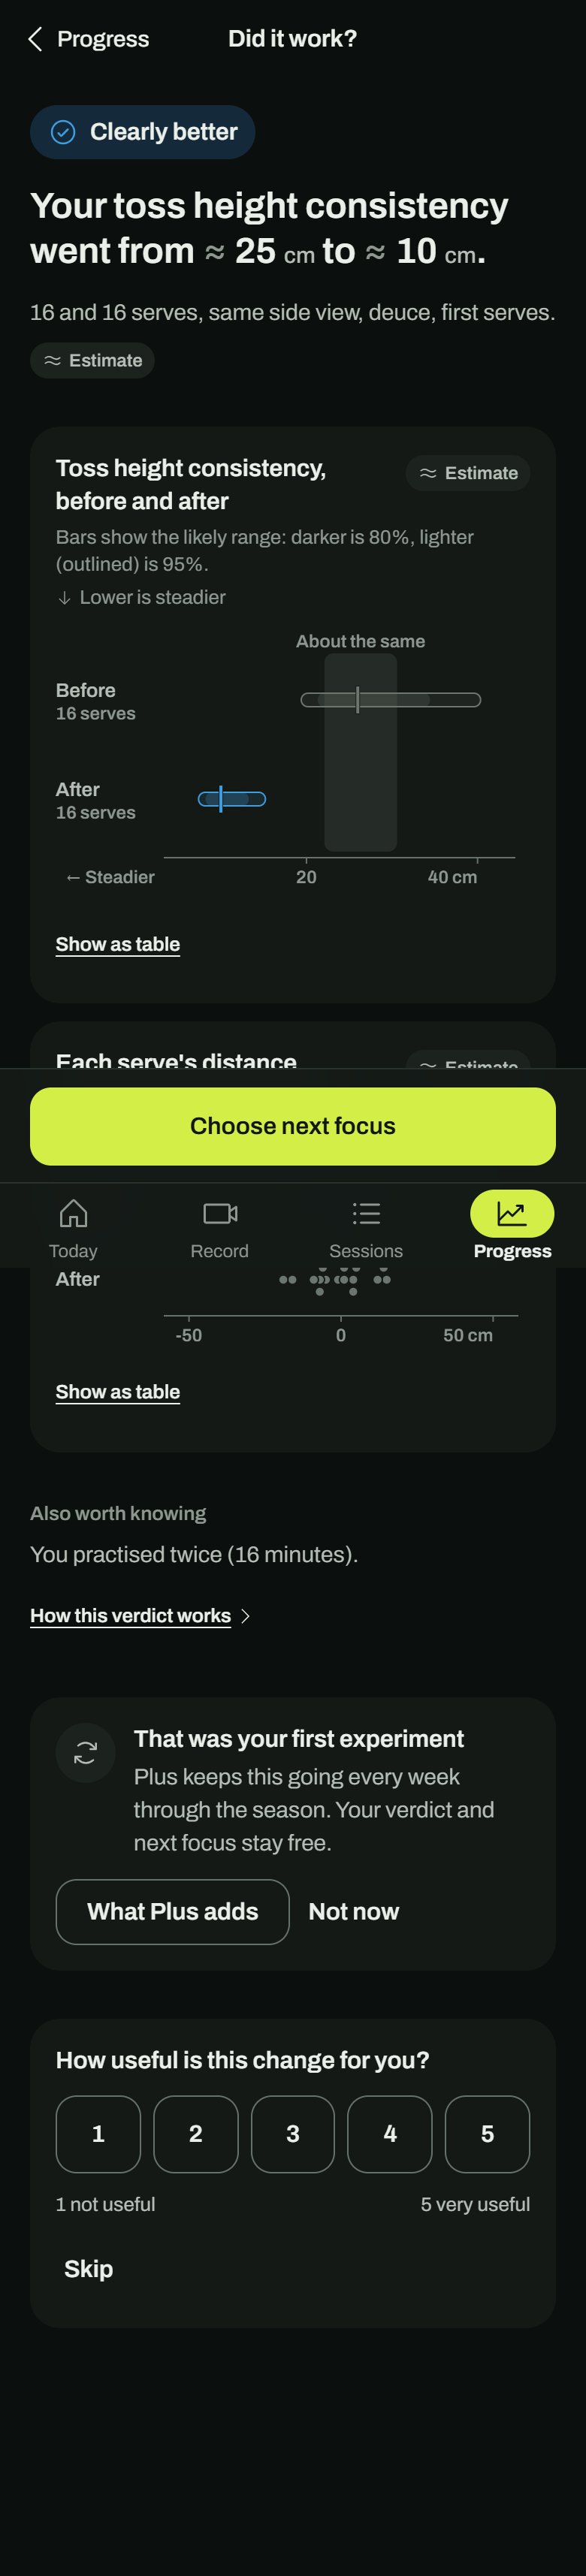 Progress
Did it work?
Clearly better
Your toss height consistency
went from ≈ 25 cm to ≈ 10 cm.
16 and 16 serves, same side view, deuce, first serves.
≈ Estimate
Toss height consistency,
before and after
≈ Estimate
Bars show the likely range: darker is 80%, lighter
(outlined) is 95%.
↓ Lower is steadier
About the same
Before
16 serves
After
16 serves
← Steadier
20
40 cm
Show as table
Each serve's distance
≈ Estimate
Choose next focus
Today
Record
Sessions
Progress
After
-50
0
50 cm
Show as table
Also worth knowing
You practised twice (16 minutes).
How this verdict works
That was your first experiment
Plus keeps this going every week
through the season. Your verdict and
next focus stay free.
What Plus adds
Not now
How useful is this change for you?
1
2
3
4
5
1 not useful
5 very useful
Skip